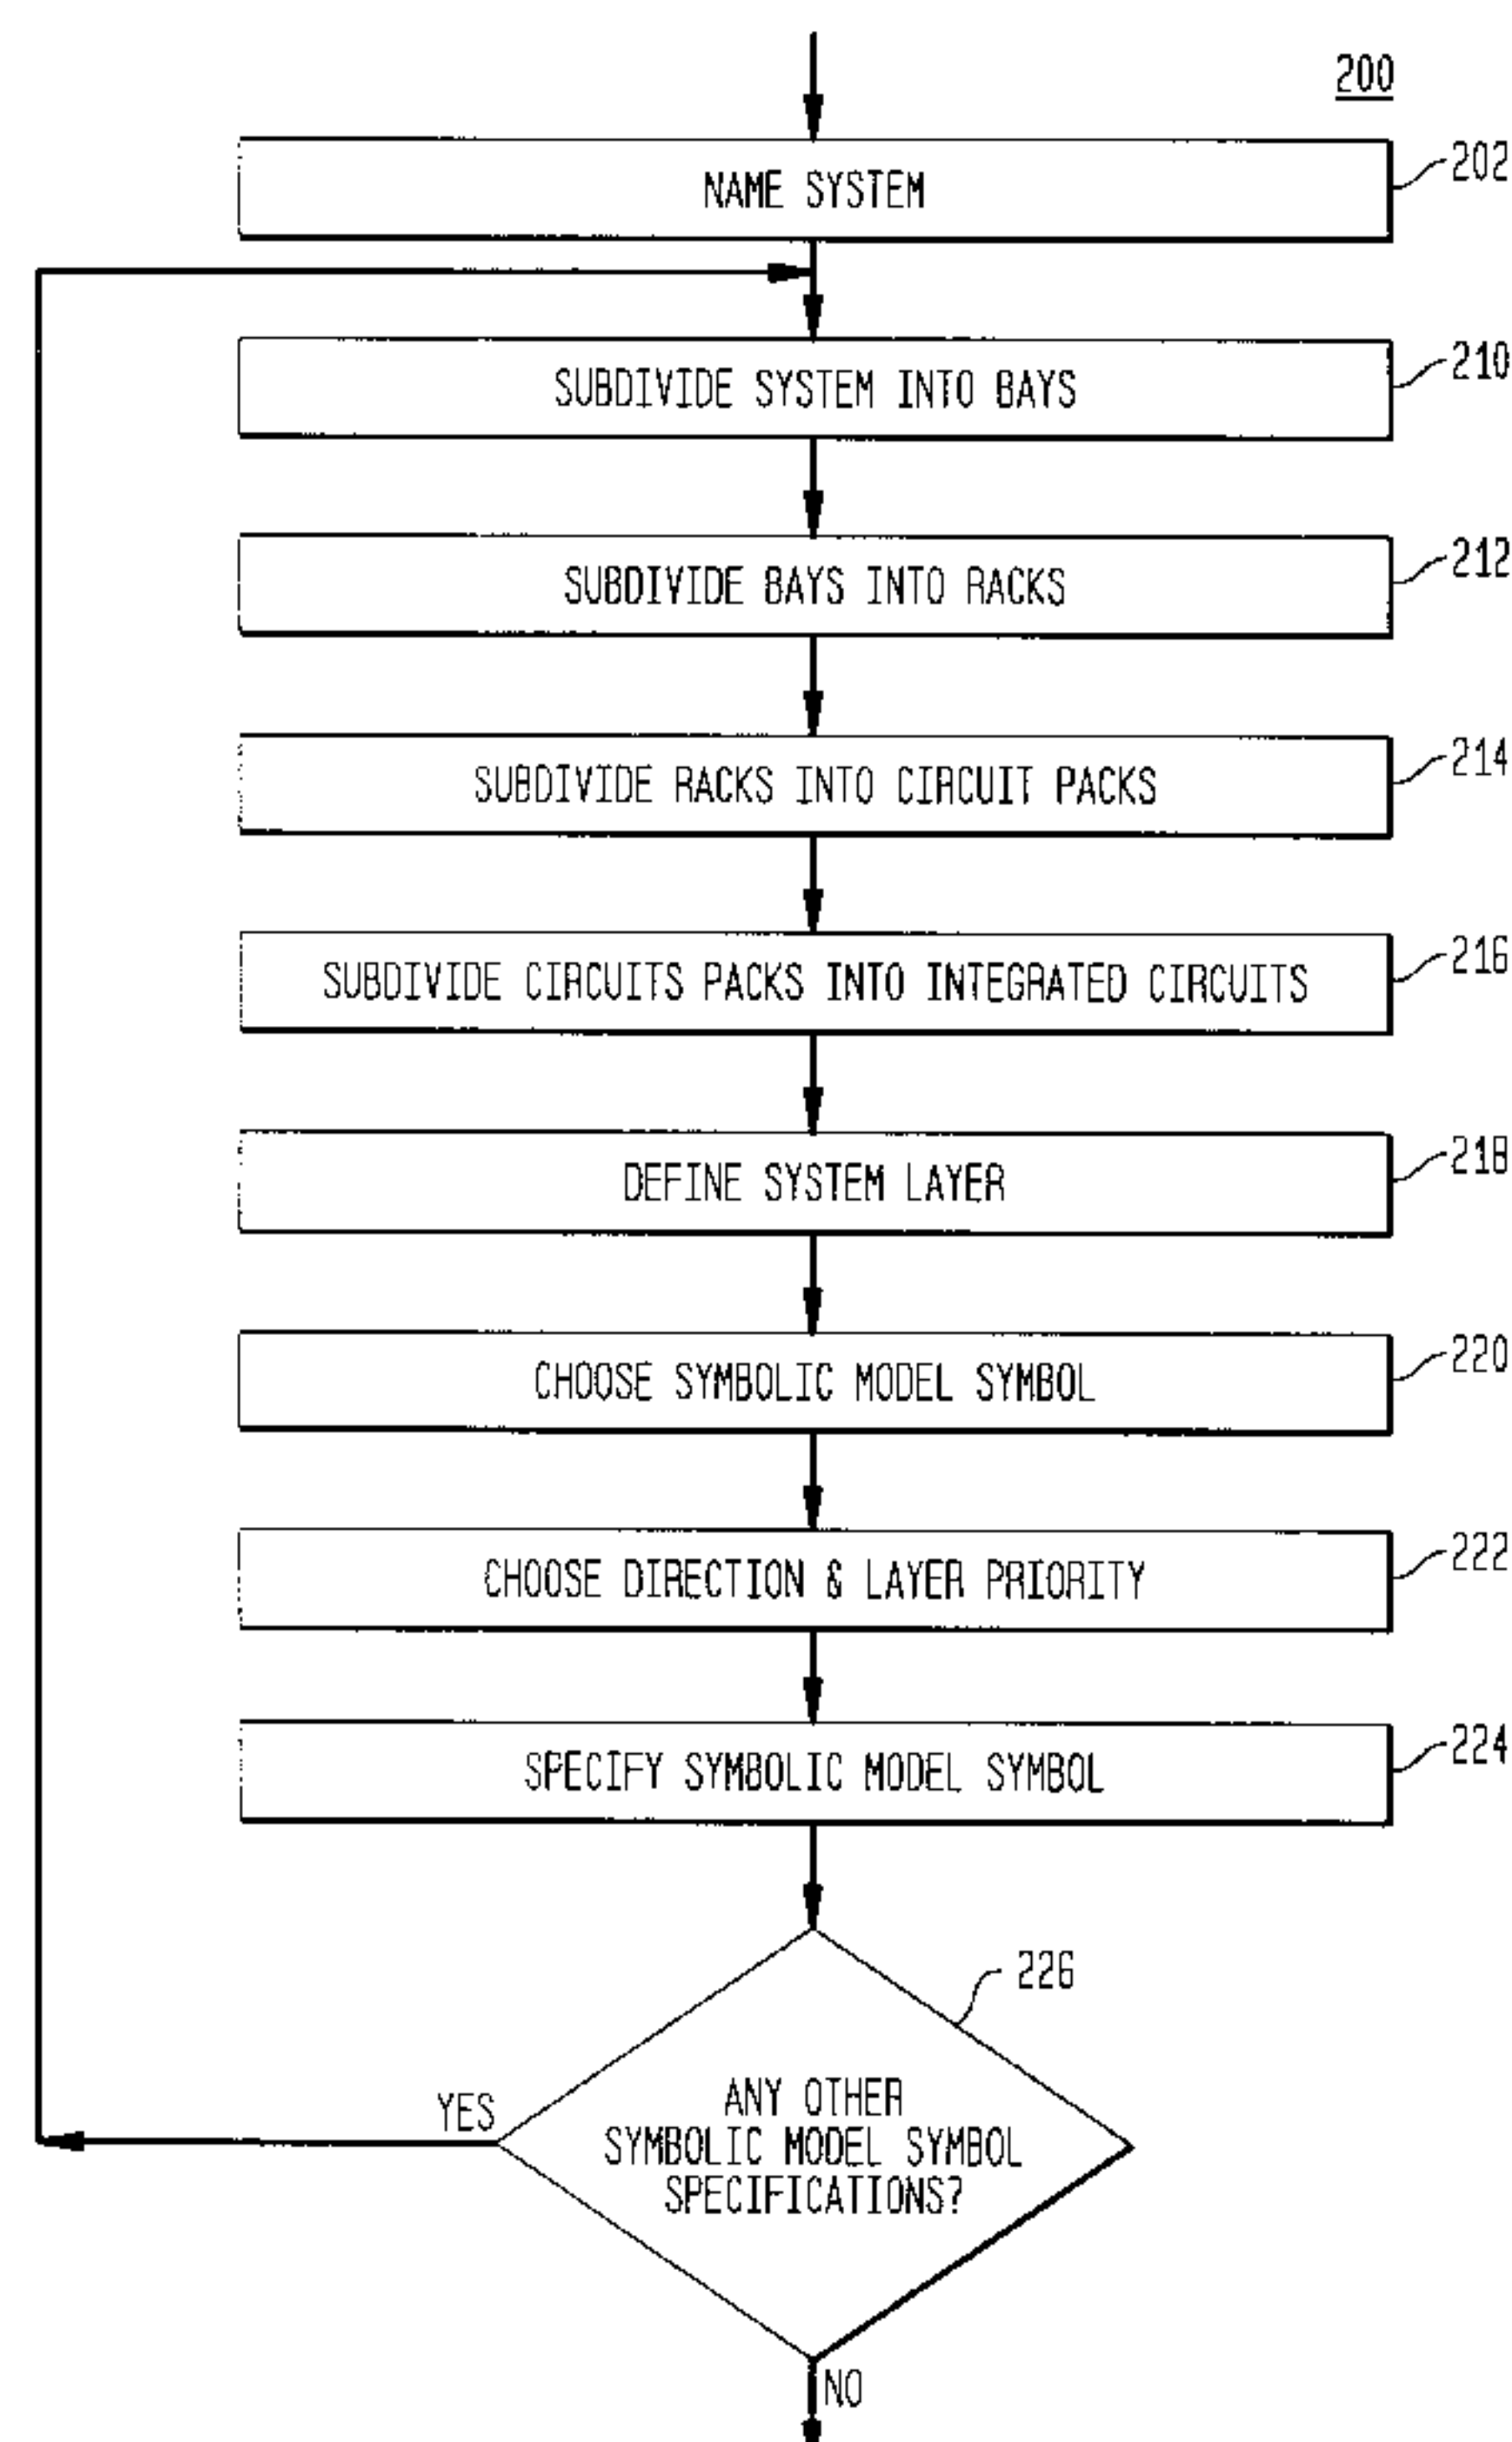 200
NAME SYSTEM
202
SUBDIVIDE SYSTEM INTO BAYS
210
SUBDIVIDE BAYS INTO RACKS
212
SUBDIVIDE RACKS INTO CIRCUIT PACKS
214
SUBDIVIDE CIRCUITS PACKS INTO INTEGRATED CIRCUITS
216
DEFINE SYSTEM LAYER
218
CHOOSE SYMBOLIC MODEL SYMBOL
220
CHOOSE DIRECTION & LAYER PRIORITY
222
SPECIFY SYMBOLIC MODEL SYMBOL
224
226
YES
ANY OTHER
SYMBOLIC MODEL SYMBOL
SPECIFICATIONS?
NO